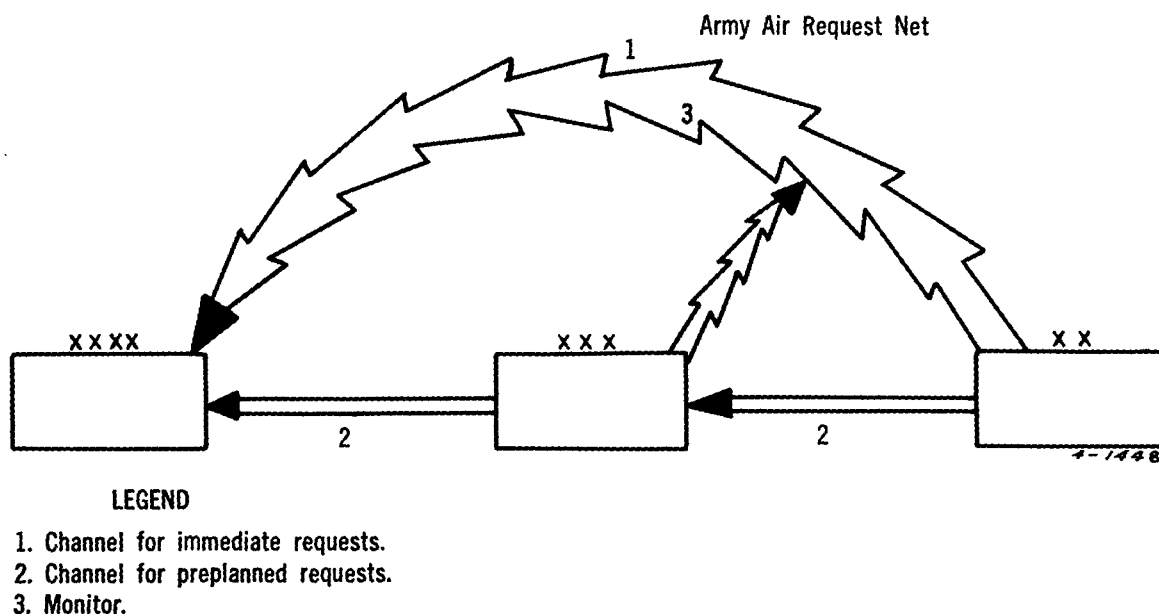 Army Air Request Net
1
3
XXXX
XXX
XX
2
2
4-1448
LEGEND
1. Channel for immediate requests.
2. Channel for preplanned requests.
3. Monitor.